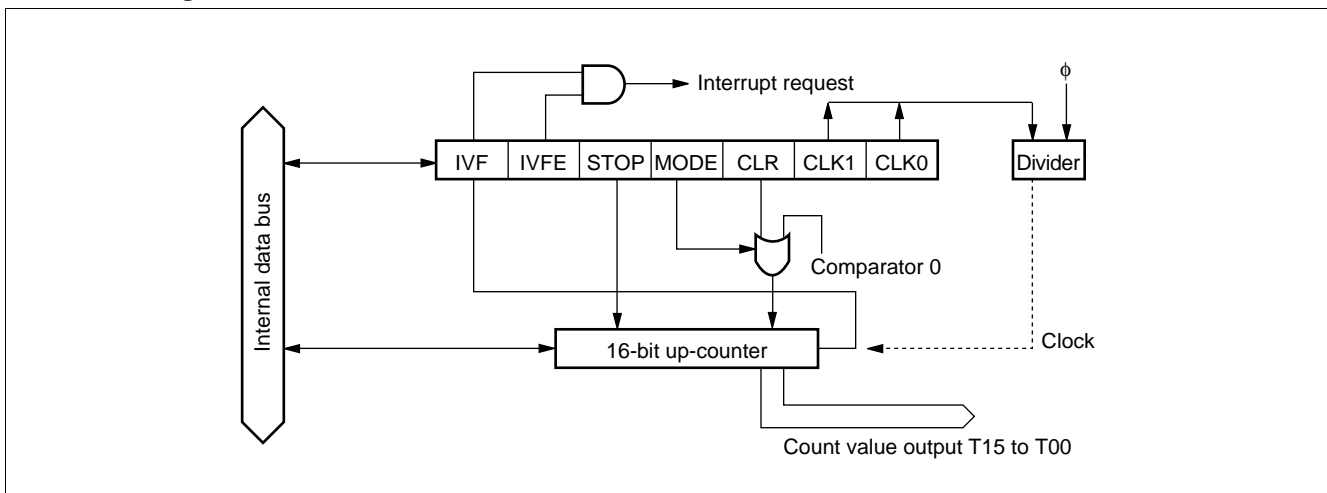 φ
Interrupt request
IVF IVFE STOP MODE CLR CLK1 CLK0
Divider
Internal data bus
Comparator 0
16-bit up-counter
Clock
Count value output T15 to T00